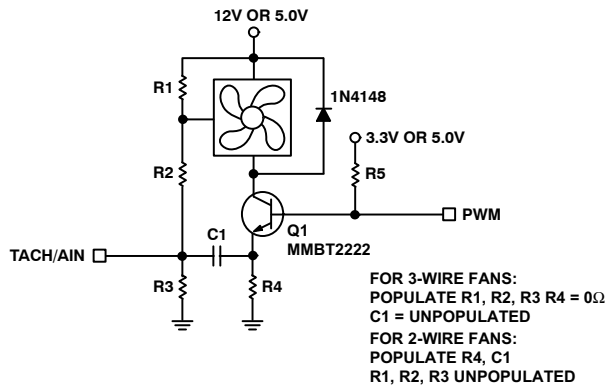 12V OR 5.0V
R1
1N4148
3.3V OR 5.0V
R2
R5
PWM
Q1
MMBT2222
C1
TACH/AIN
R3
R4
FOR 3-WIRE FANS:
POPULATE R1, R2, R3 R4 = 0Ω
C1 = UNPOPULATED
FOR 2-WIRE FANS:
POPULATE R4, C1
R1, R2, R3 UNPOPULATED